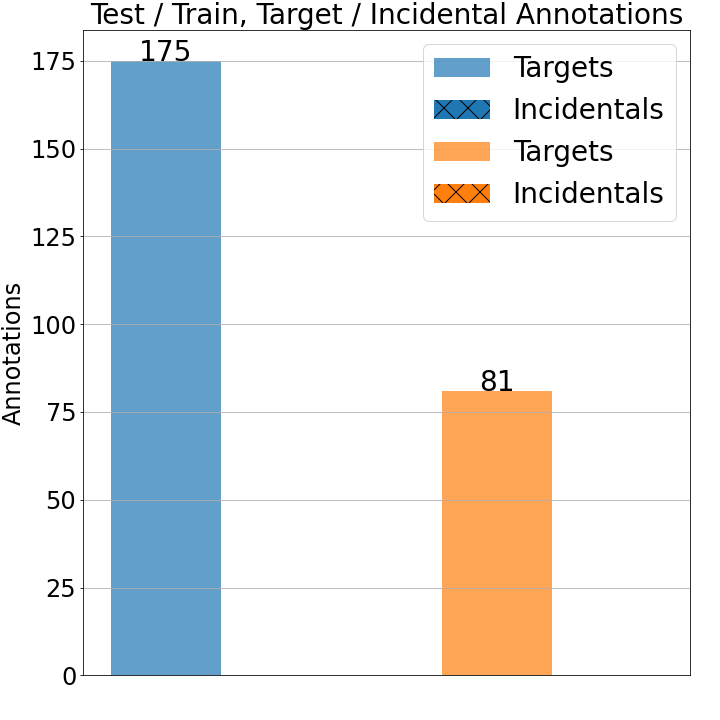 Test / Train, Target / Incidental Annotations
175
175
150
125
100
75
50
25
0
Annotations
81
Targets
Incidentals
Targets
Incidentals